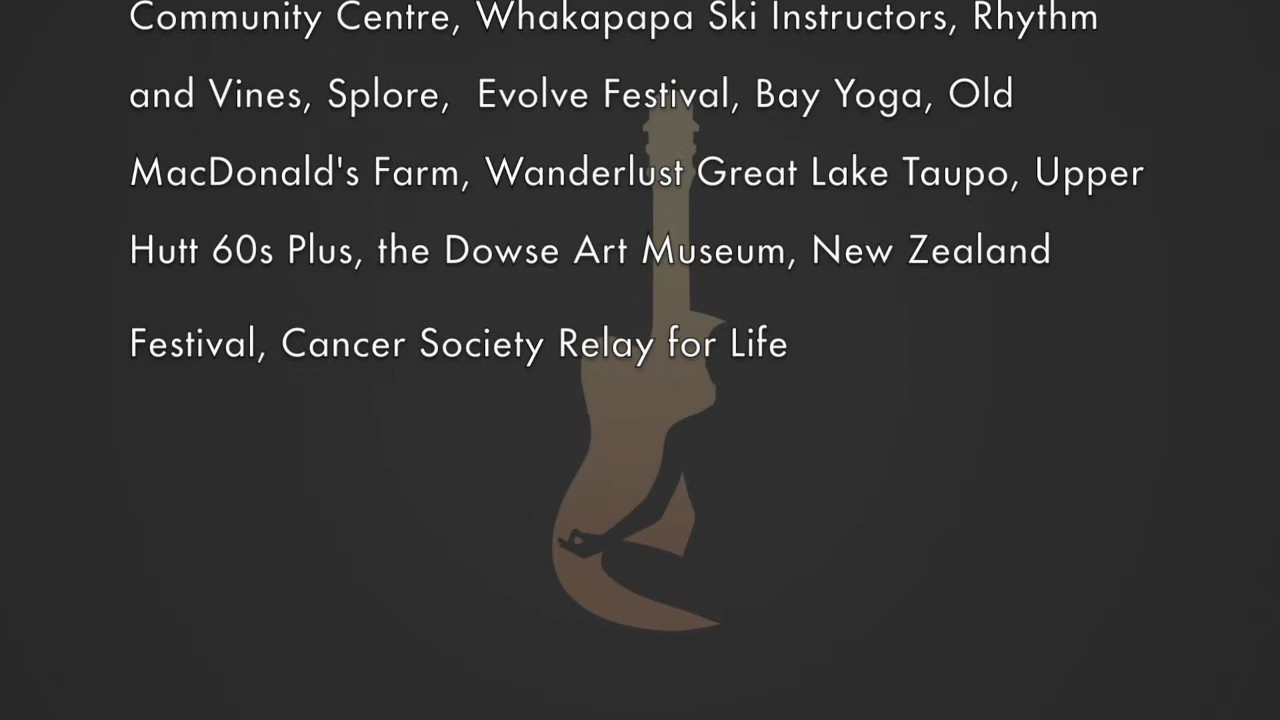 Community Centre, Whakapapa Ski Instructors, Rhythm
and Vines, Splore,  Evolve Festival, Bay Yoga, Old
MacDonald's Farm, Wanderlust Great Lake Taupo, Upper
Hutt 60s Plus, the Dowse Art Museum, New Zealand
Festival, Cancer Society Relay for Life